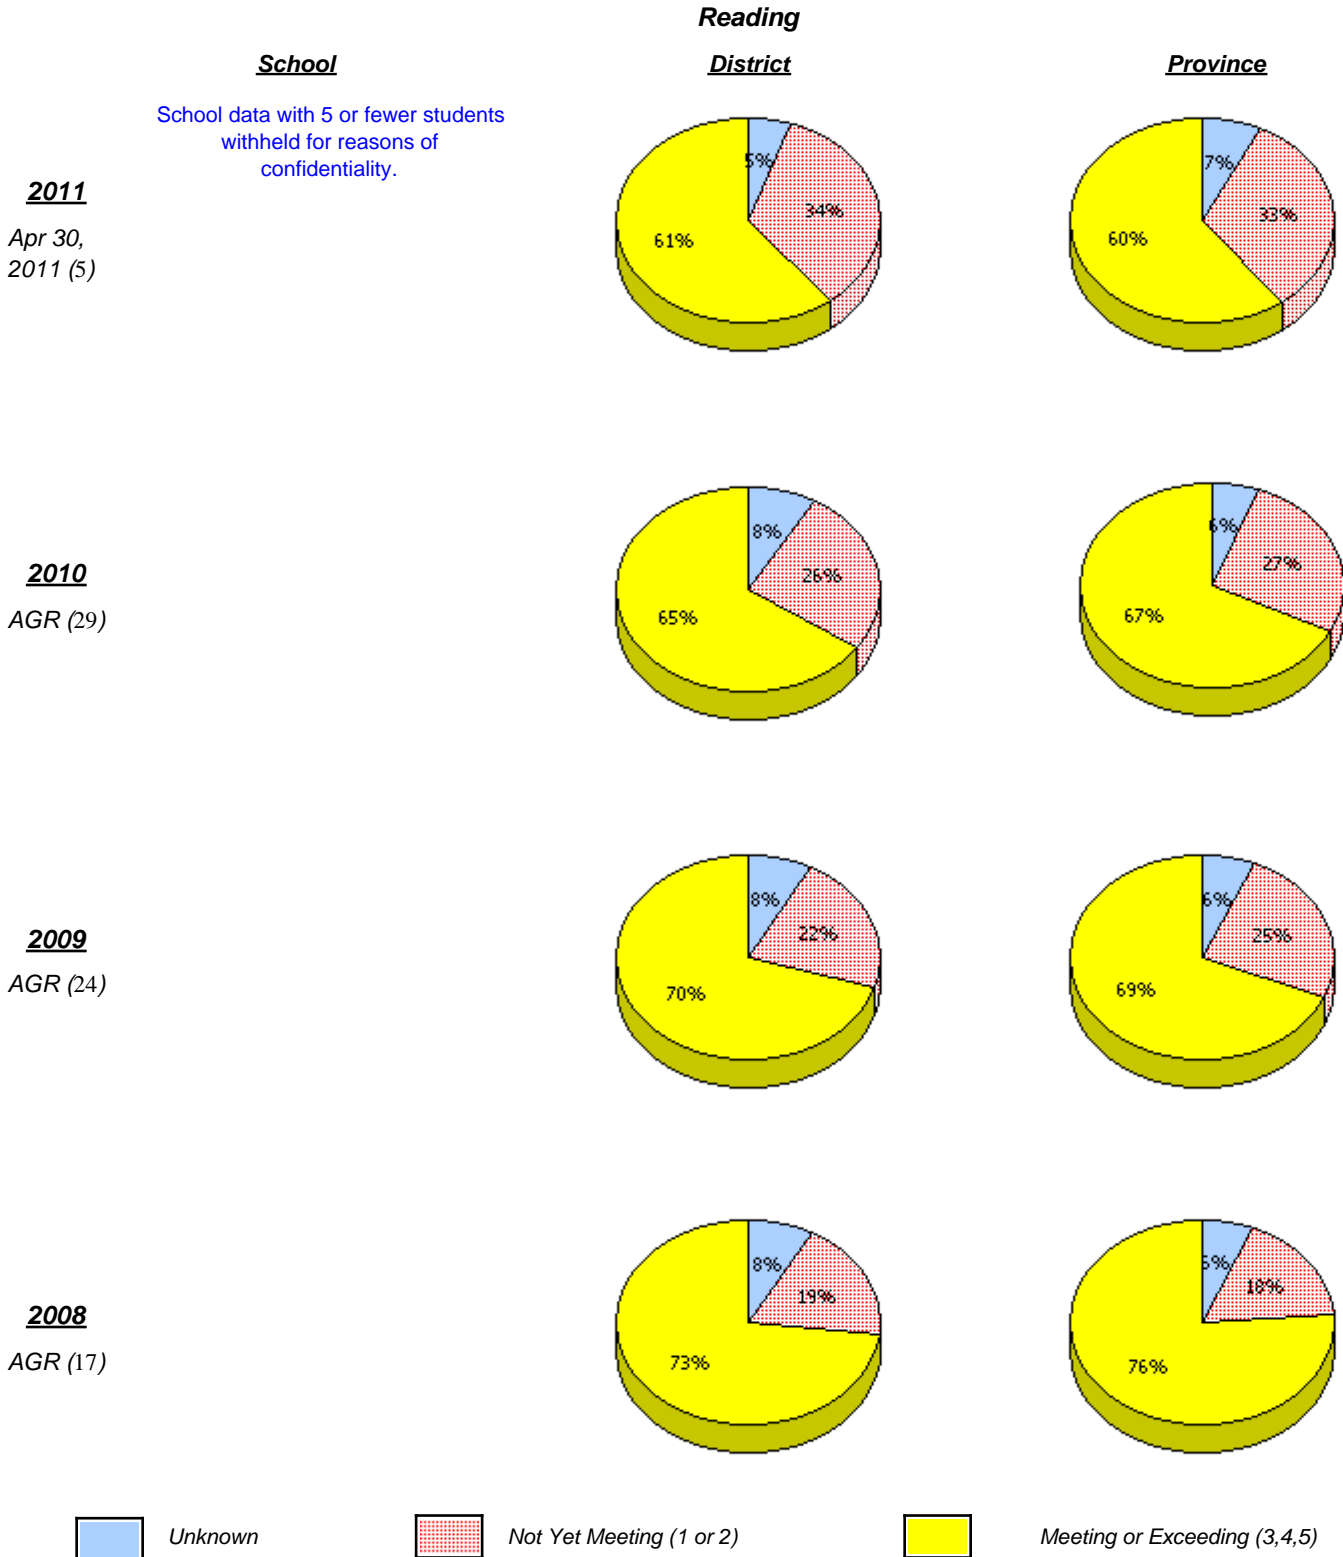 Reading
School
District
Province
School data with 5 or fewer students
withheld for reasons of
confidentiality.
2011
Apr 30,
2011 (5)
5%
34%
61%
7%
33%
60%
2010
AGR (29)
8%
26%
65%
6%
27%
67%
2009
AGR (24)
8%
22%
70%
6%
25%
69%
2008
AGR (17)
8%
19%
73%
18%
76%
Unknown
Not Yet Meeting (1 or 2)
Meeting or Exceeding (3,4,5)